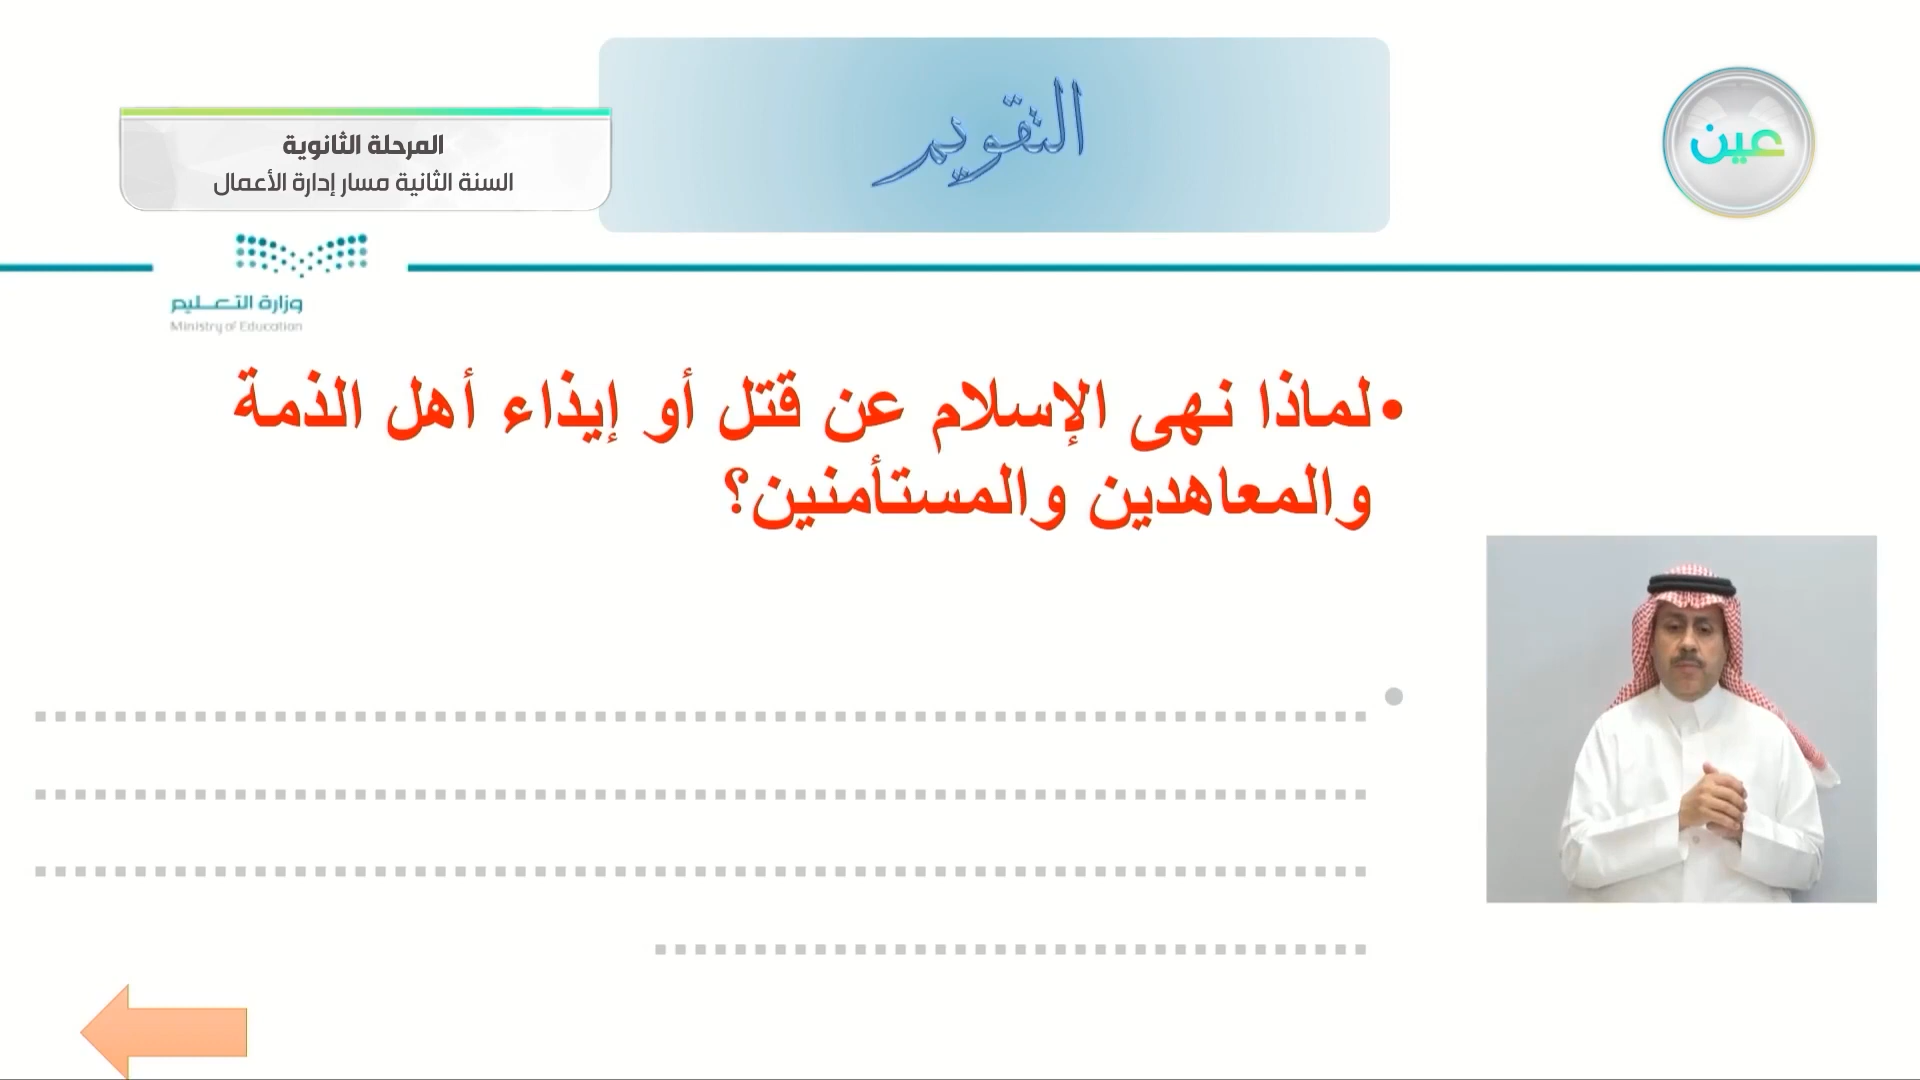 التقويم
المرحلة الثانوية
السنة الثانية مسار إدارة الأعمال
عين
وزارة التعليم
Ministry of Education
•لماذا نهى الإسلام عن قتل أو إيذاء أهل الذمة
والمعاهدين والمستأمنين؟